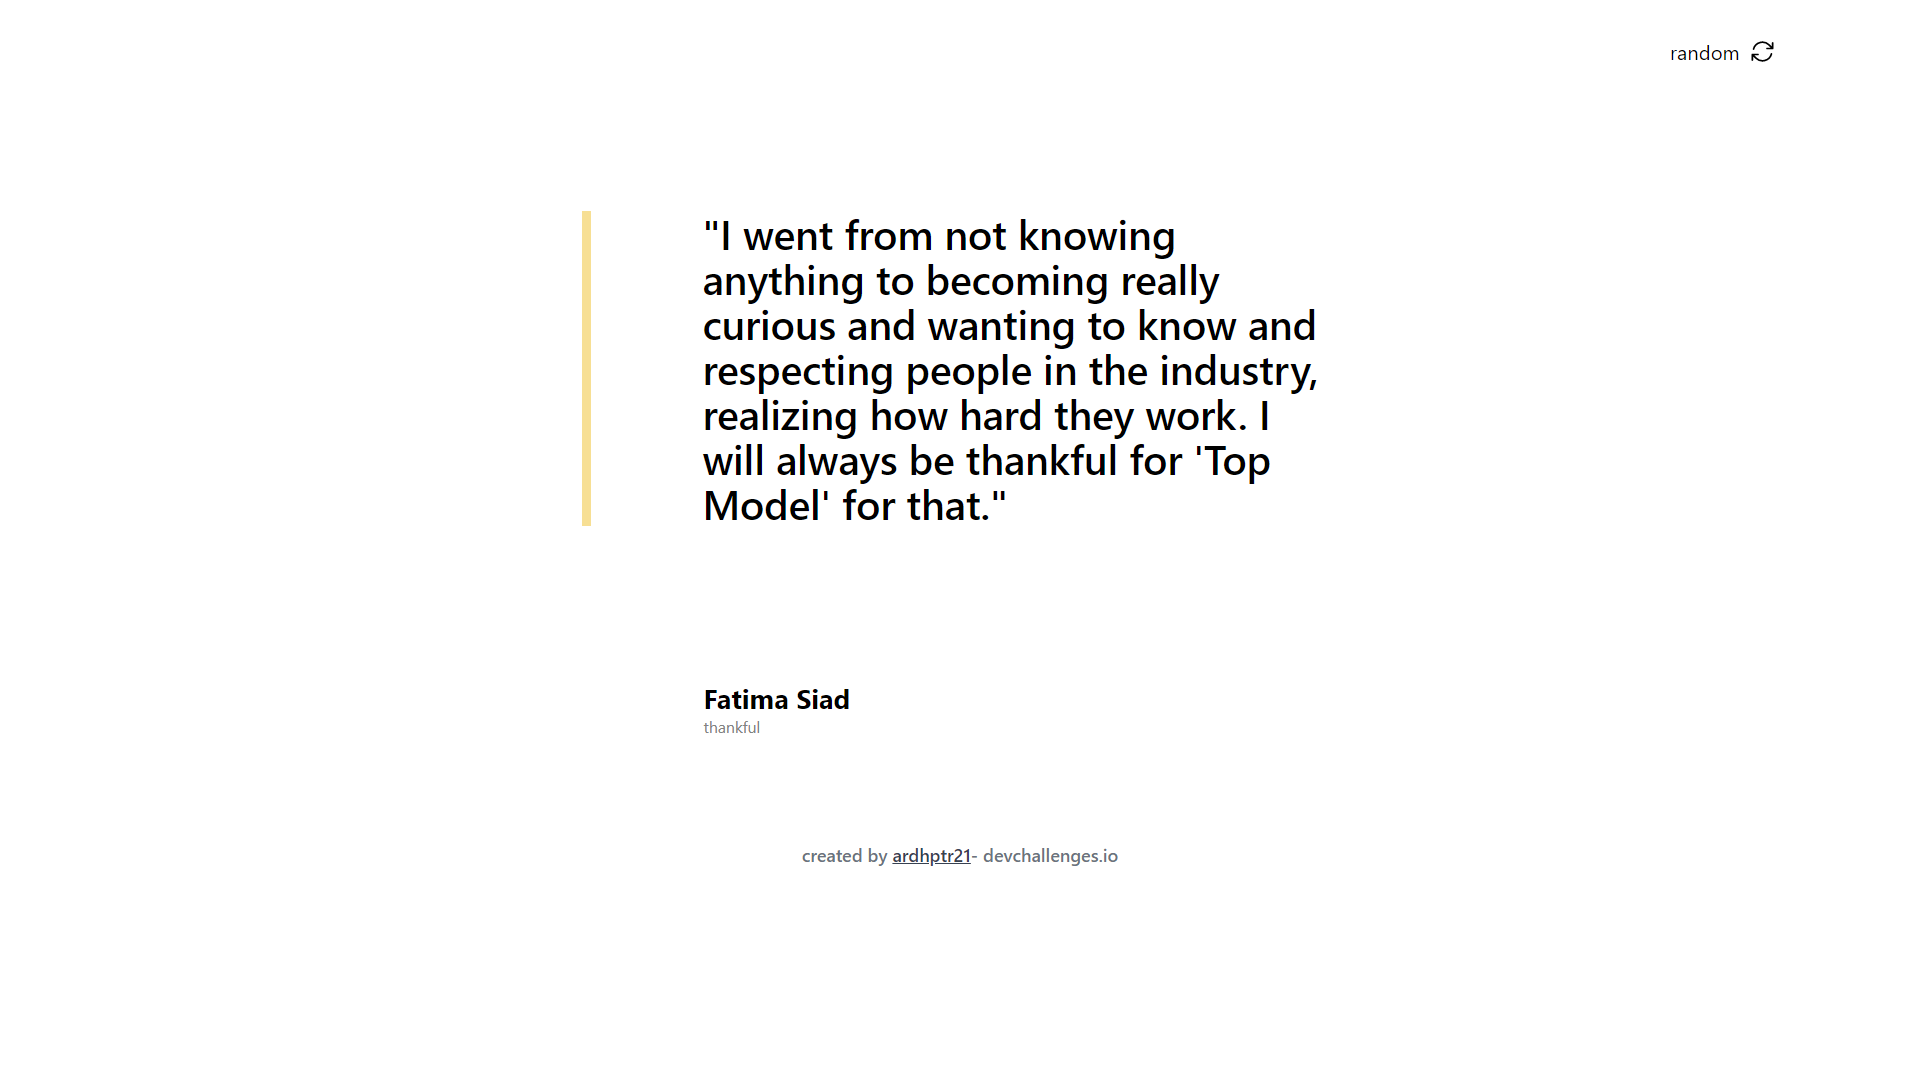 random
"I went from not knowing
anything to becoming really
curious and wanting to know and
respecting people in the industry,
realizing how hard they work. I
will always be thankful for 'Top
Model' for that."
Fatima Siad
thankful
created by ardhptr21- devchallenges.io